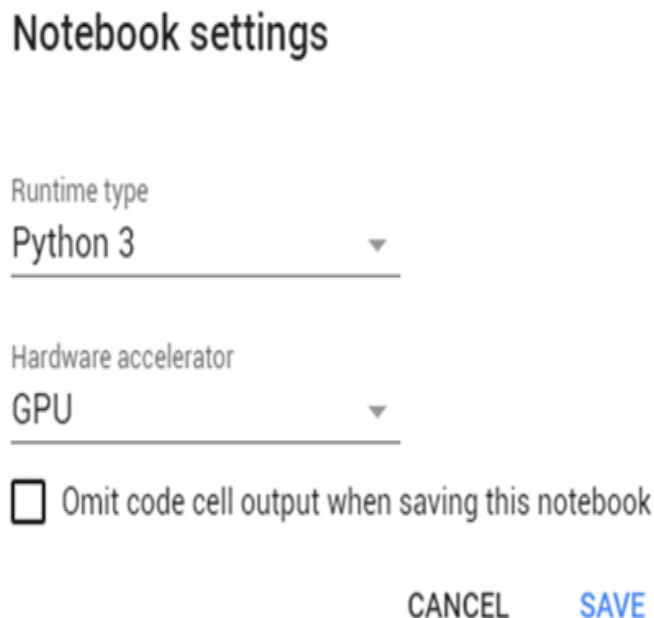 Notebook settings
Runtime type
Python 3
Hardware accelerator
GPU
Omit code cell output when saving this notebook
CANCEL SAVE